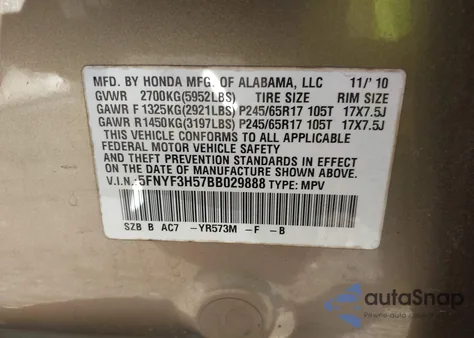 MFD. BY HONDA MFG. OF ALABAMA, LLC 11/' 10
GVWR 2700KG(5952LBS) TIRE SIZE RIM SIZE
GAWR F 1325KG(2921LBS) P245/65R17 105T 17X7.5J
GAWR R 1450KG(3197LBS) P245/65R17 105T 17X7.5J
THIS VEHICLE CONFORMS TO ALL APPLICABLE
FEDERAL MOTOR VEHICLE SAFETY
AND THEFT PREVENTION STANDARDS IN EFFECT
ON THE DATE OF MANUFACTURE SHOWN ABOVE.
V.I.N.: 5FNYF3H57BB029888 TYPE: MPV
SZB B AC7 -YR573M -F -B
autoSnap